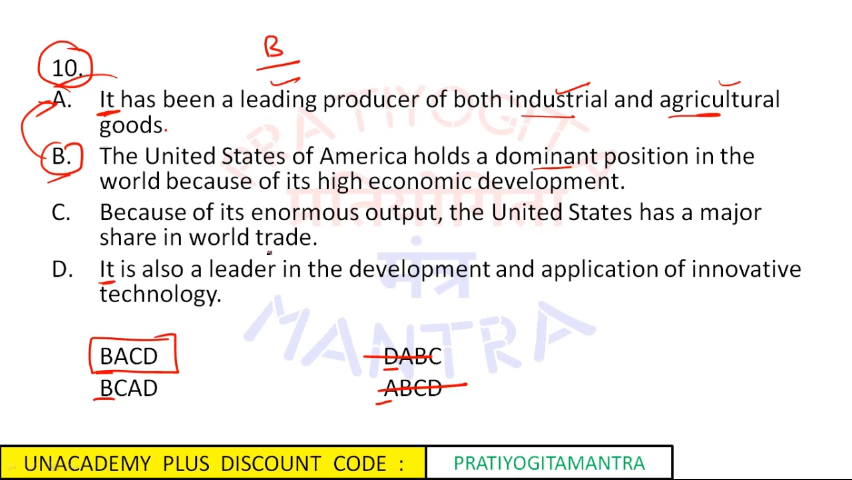 B
10.
A. It has been a leading producer of both industrial and agricultural
goods.
B. The United States of America holds a dominant position in the
world because of its high economic development.
C. Because of its enormous output, the United States has a major
share in world trade.
D. It is also a leader in the development and application of innovative
technology.
PRATIYOGITA
प्रतियोगिता
मंत्र
MANTRA
BACD DABC
BCAD ABCD
UNACADEMY PLUS DISCOUNT CODE : PRATIYOGITAMANTRA